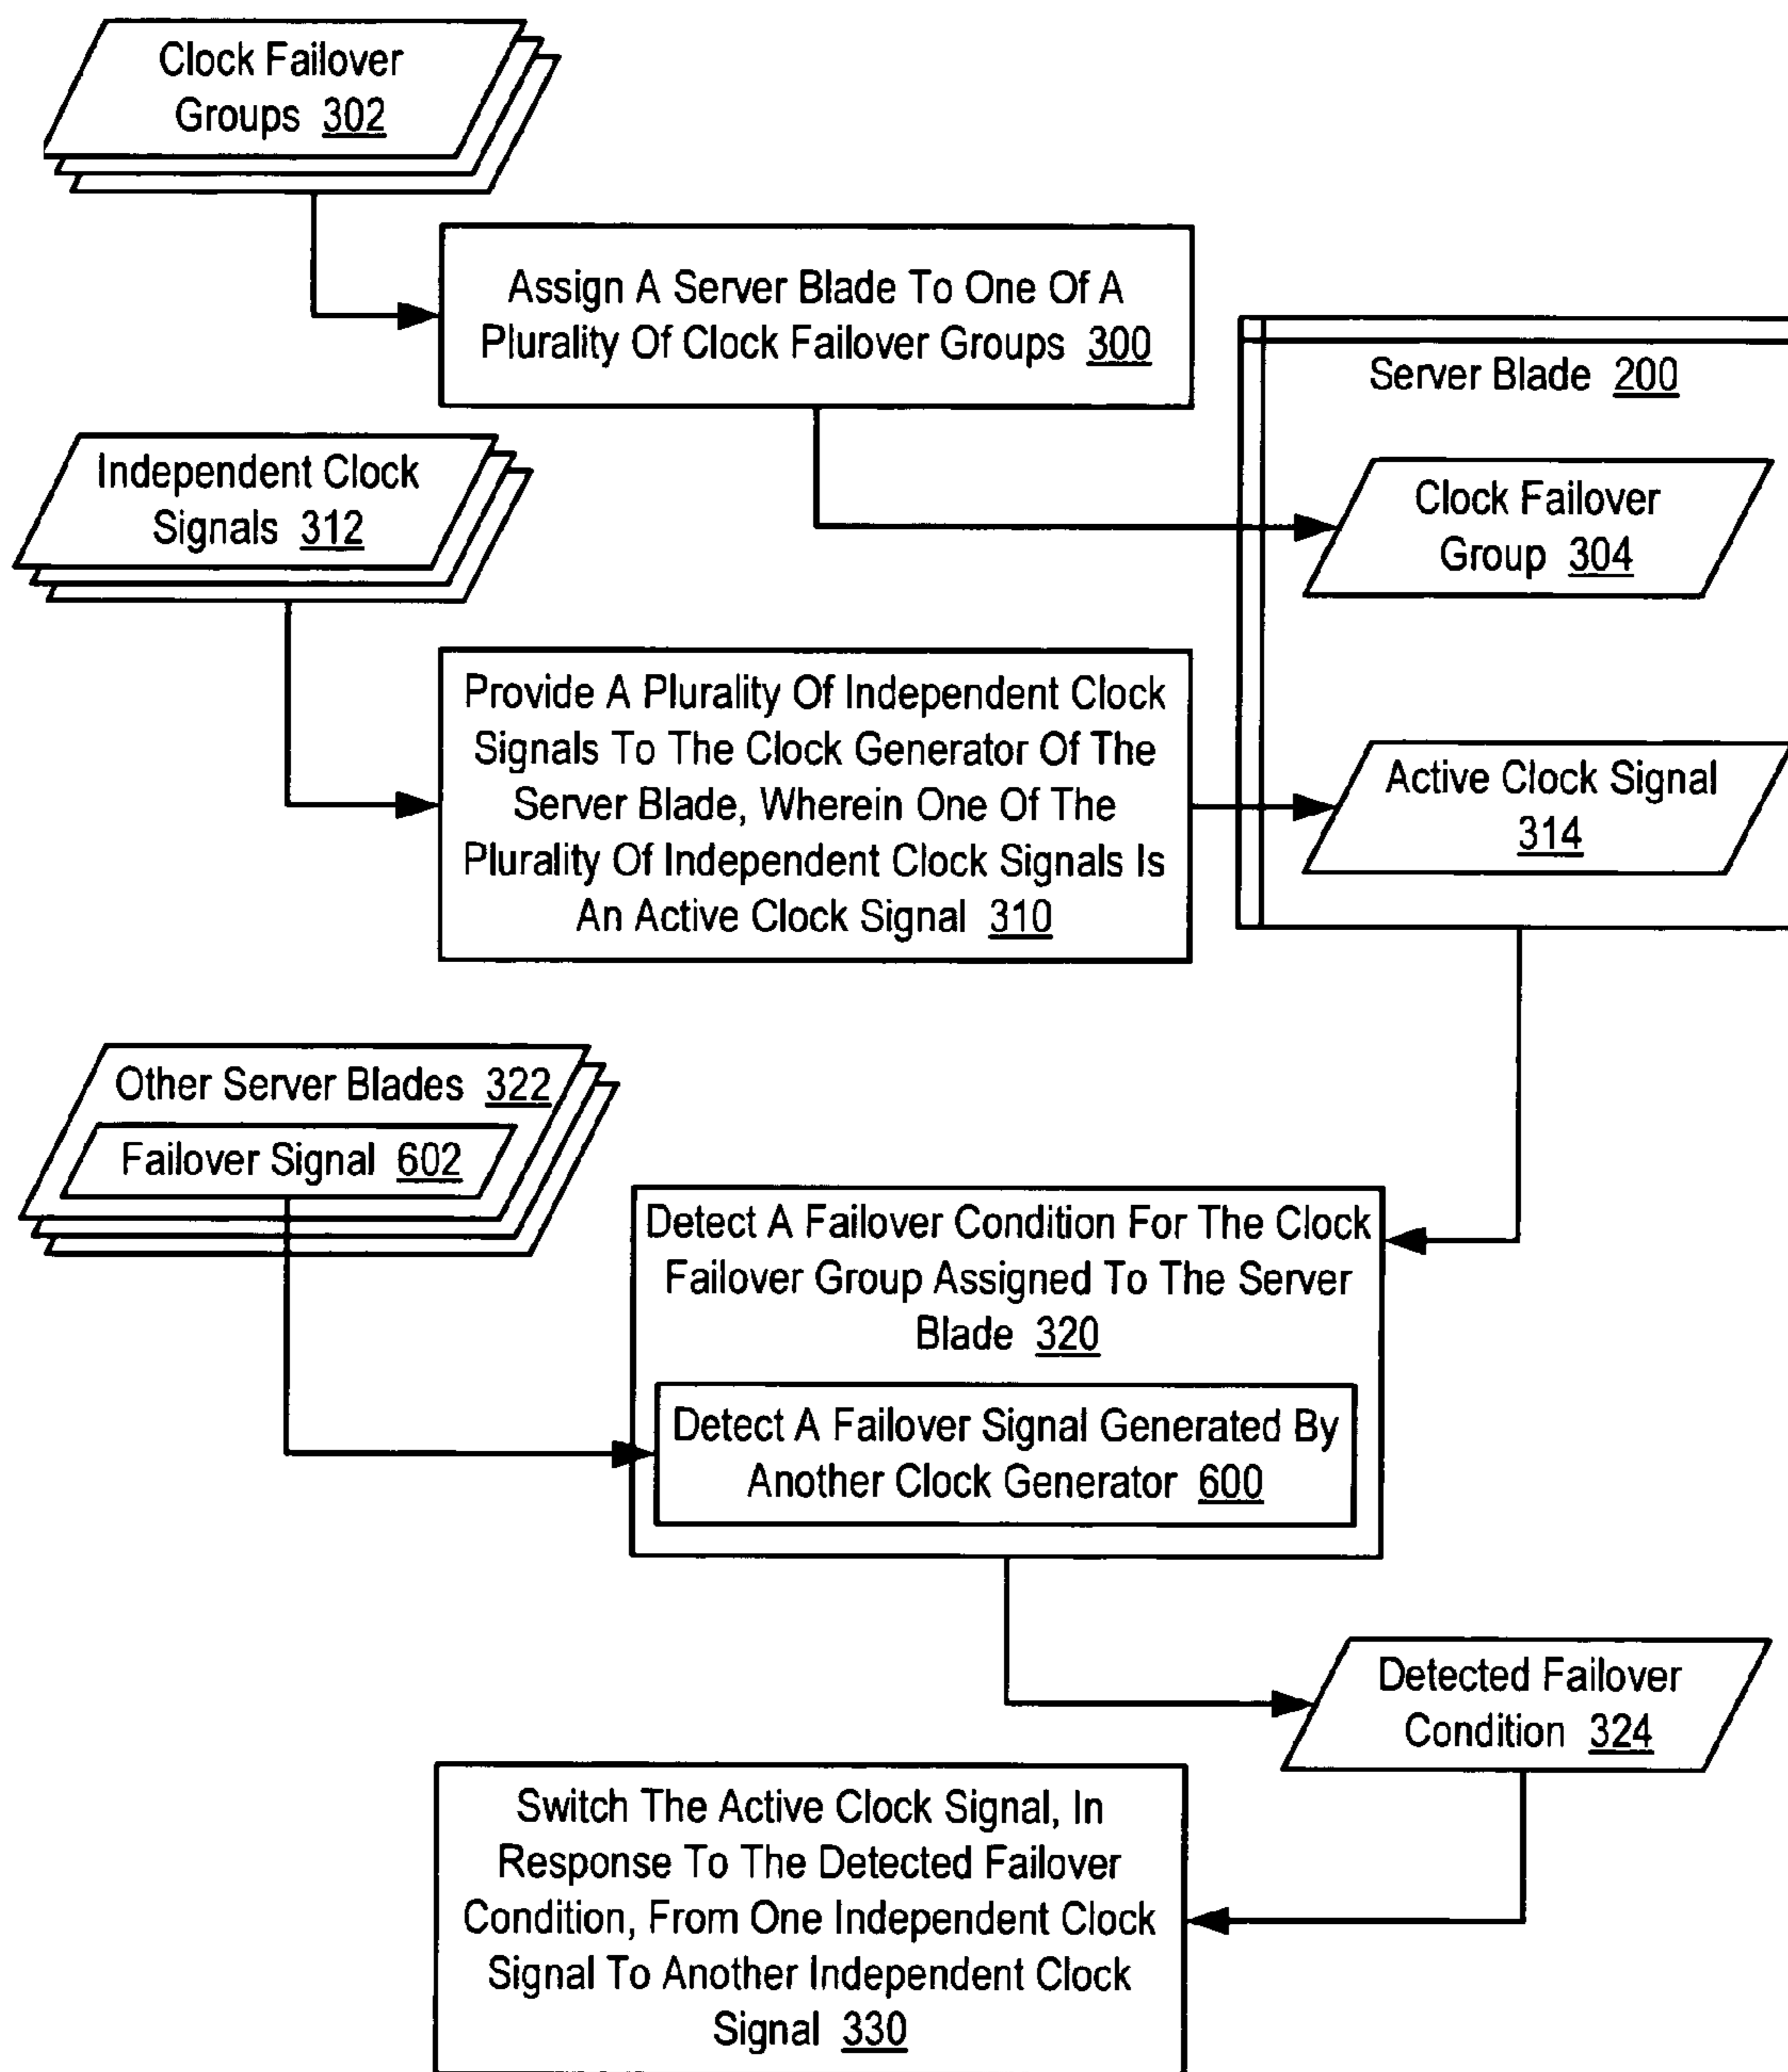 Clock Failover
Groups 302
Assign A Server Blade To One Of A
Plurality Of Clock Failover Groups 300
Server Blade 200
Independent Clock
Signals 312
Clock Failover
Group 304
Provide A Plurality Of Independent Clock
Signals To The Clock Generator Of The
Server Blade, Wherein One Of The
Plurality Of Independent Clock Signals Is
An Active Clock Signal 310
Active Clock Signal
314
Other Server Blades 322
Failover Signal 602
Detect A Failover Condition For The Clock
Failover Group Assigned To The Server
Blade 320
Detect A Failover Signal Generated By
Another Clock Generator 600
Detected Failover
Condition 324
Switch The Active Clock Signal, In
Response To The Detected Failover
Condition, From One Independent Clock
Signal To Another Independent Clock
Signal 330